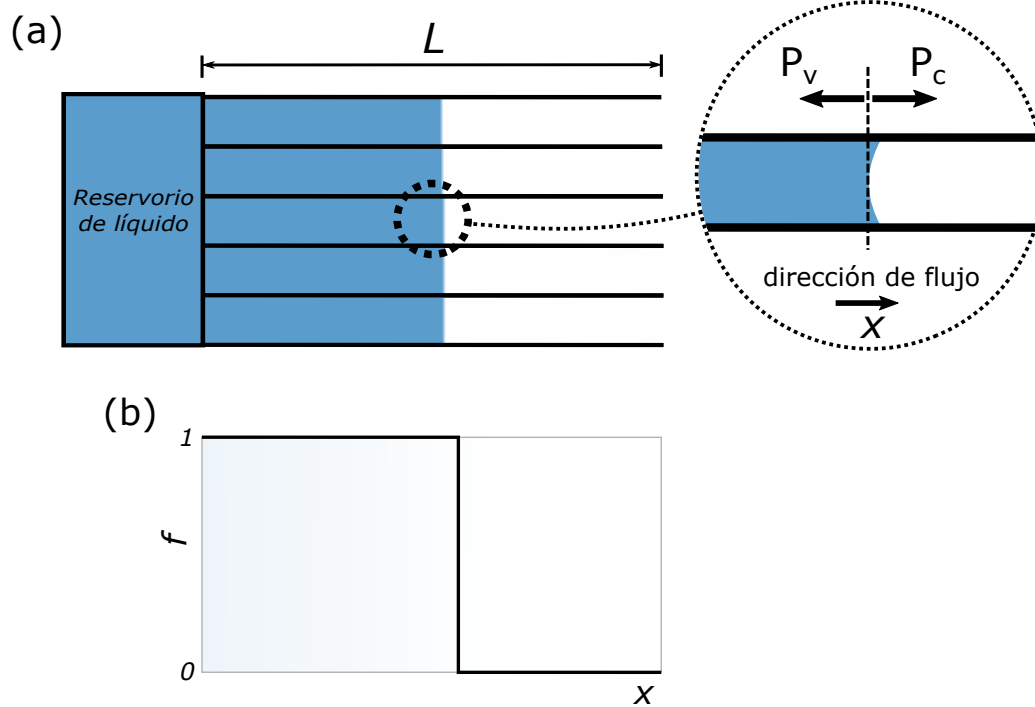 (a)
L
Reservorio
de líquido
P_v
P_c
dirección de flujo
x
(b)
1
f
0
x